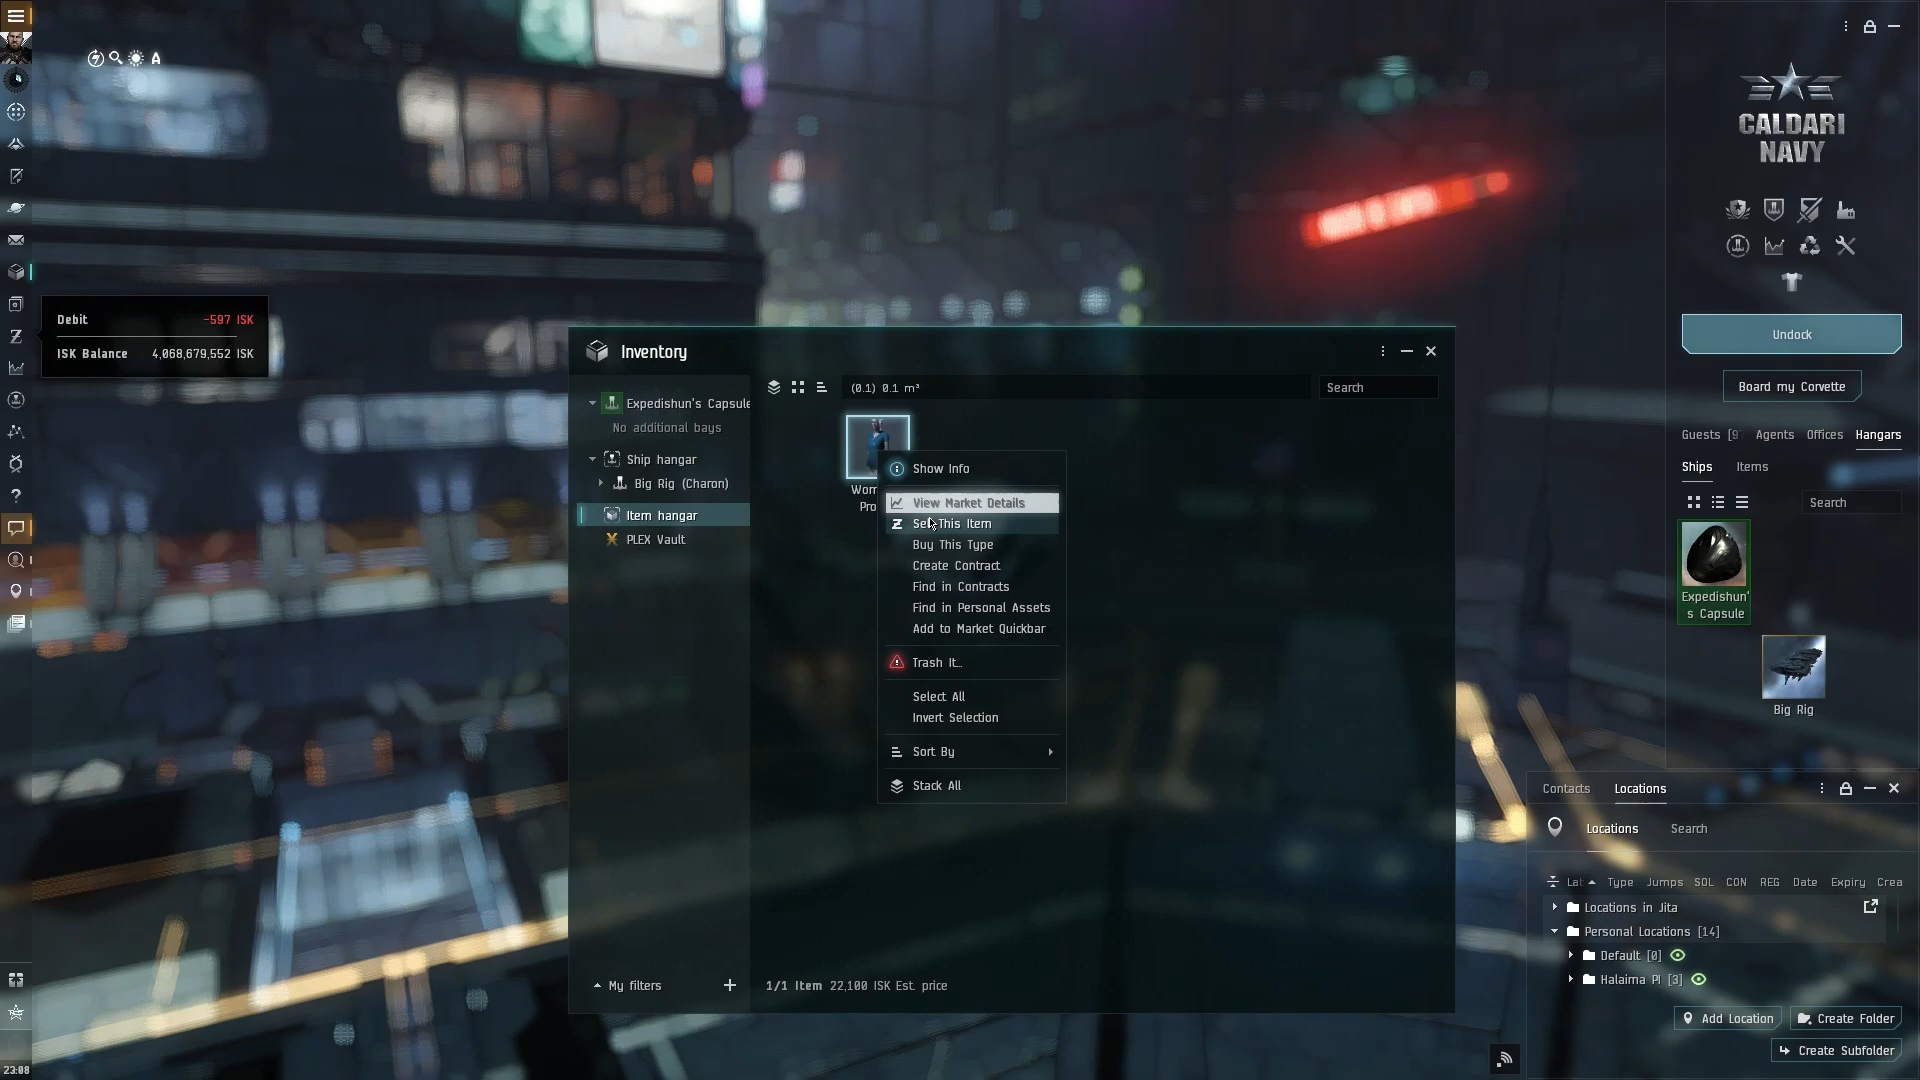 A
CALDARI
NAVY
Debit -597 ISK
ISK Balance 4,068,679,552 ISK
Undock
Board my Corvette
Guests Agents Offices Hangars
Ships Items
Search
Expedishun'
s Capsule
Big Rig
Inventory
(0.1) 0.1 m³
Search
Expedishun's Capsule
No additional bays
Ship hangar
Big Rig (Charon)
Item hangar
PLEX Vault
Show Info
View Market Details
This Item
Buy This Type
Create Contract
Find in Contracts
Find in Personal Assets
Add to Market Quickbar
Trash It...
Select All
Invert Selection
Sort By
Stack All
My filters
1/1 Item 22,100 ISK Est. price
Contacts Locations
Locations Search
Type Jumps SOL CON REG Date Expiry Crea
Locations in Jita
Personal Locations [14]
Default [0]
Halaima PI [3]
Add Location
Create Folder
Create Subfolder
23:08